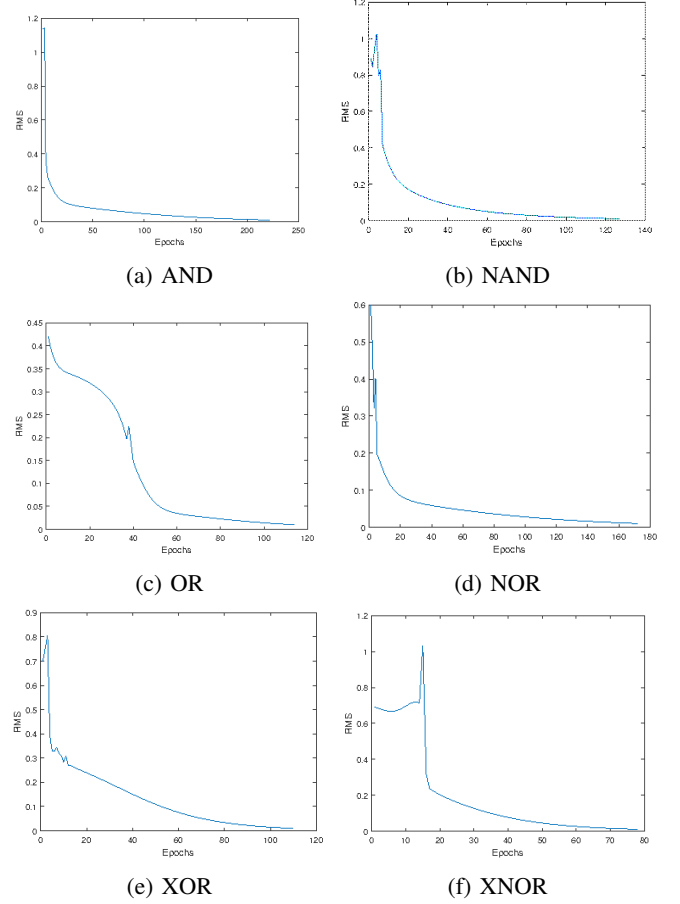 1.2
1
0.8
0.6
0.4
0.2
0
RMS
0 50 100 150 200 250
Epochs
(a) AND
1.2
1
0.8
0.6
0.4
0.2
0
RMS
0 20 40 60 80 100 120 140
Epochs
(b) NAND
0.45
0.4
0.35
0.3
0.25
0.2
0.15
0.1
0.05
0
RMS
0 20 40 60 80 100 120
Epochs
(c) OR
0.6
0.5
0.4
0.3
0.2
0.1
0
RMS
0 20 40 60 80 100 120 140 160 180
Epochs
(d) NOR
0.9
0.8
0.7
0.6
0.5
0.4
0.3
0.2
0.1
0
RMS
0 20 40 60 80 100 120
Epochs
(e) XOR
1.2
1
0.8
0.6
0.4
0.2
0
RMS
0 10 20 30 40 50 60 70 80
Epochs
(f) XNOR